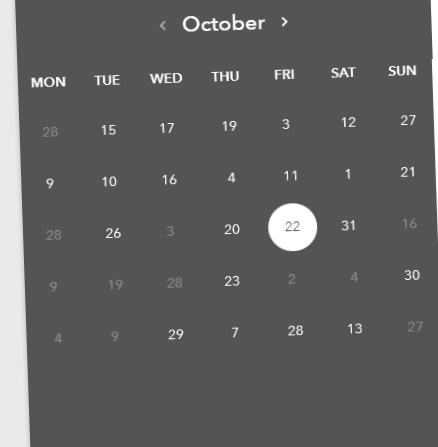 ‹ October ›
MON TUE WED THU FRI SAT SUN
28 15 17 19 3 12 27
9 10 16 4 11 1 21
28 26 3 20 22 31 16
9 19 28 23 2 4 30
4 9 29 7 28 13 27